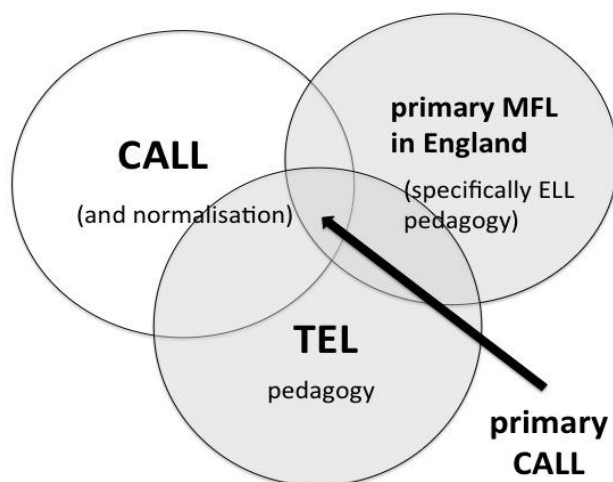 CALL
(and normalisation)
primary MFL
in England
(specifically ELL
pedagogy)
TEL
pedagogy
primary
CALL